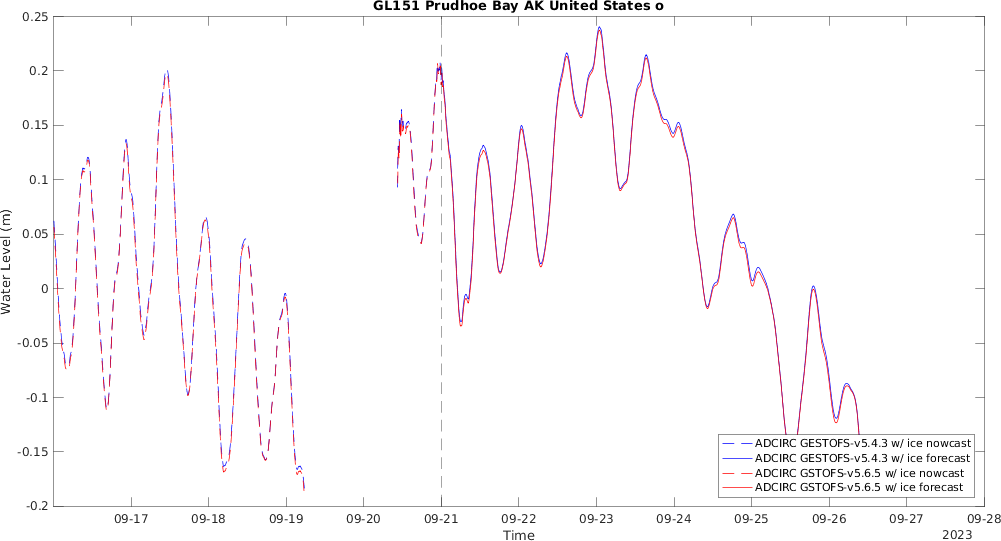 GL151 Prudhoe Bay AK United States o
0.25
0.2
0.15
0.1
0.05
0
-0.05
-0.1
-0.15
-0.2
Water Level (m)
ADCIRC GESTOFS-v5.4.3 w/ ice nowcast
ADCIRC GESTOFS-v5.4.3 w/ ice forecast
ADCIRC GSTOFS-v5.6.5 w/ ice nowcast
ADCIRC GSTOFS-v5.6.5 w/ ice forecast
09-17 09-18 09-19 09-20 09-21 09-22 09-23 09-24 09-25 09-26 09-27 09-28
Time
2023